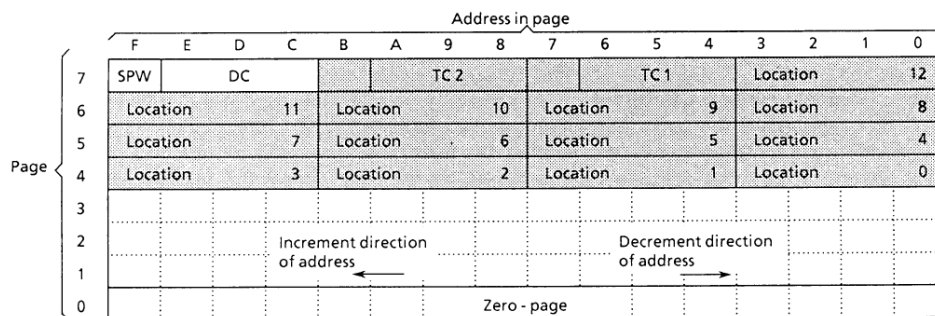 Address in page
F E D C B A 9 8 7 6 5 4 3 2 1 0
7 SPW DC TC 2 TC 1 Location 12
6 Location 11 Location 10 Location 9 Location 8
5 Location 7 Location 6 Location 5 Location 4
Page 4 Location 3 Location 2 Location 1 Location 0
3
2 Increment direction of address Decrement direction of address
1
0 Zero - page